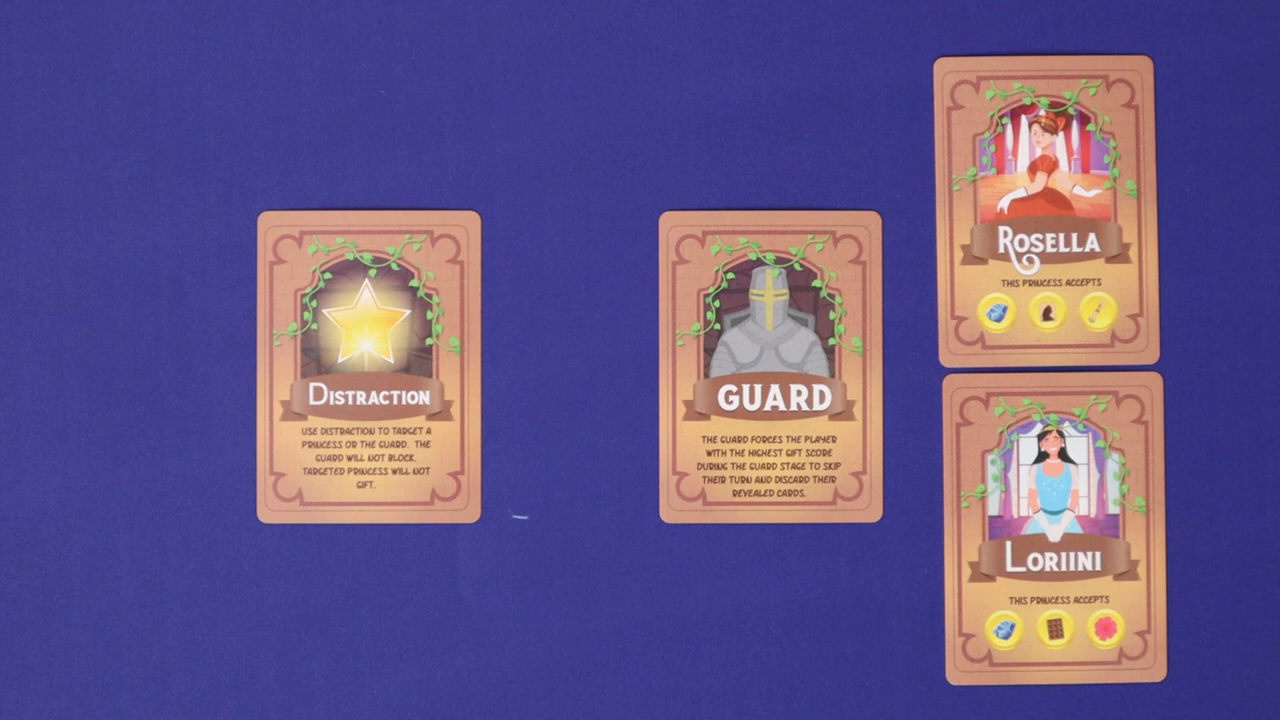 DISTRACTION
USE DISTRACTION TO TARGET A
PRINCESS OR THE GUARD. THE
GUARD WILL NOT BLOCK.
TARGETED PRINCESS WILL NOT
GIFT.
GUARD
THE GUARD FORCES THE PLAYER
WITH THE HIGHEST GIFT SCORE
DURING THE GUARD STAGE TO SKIP
THEIR TURN AND DISCARD THEIR
REVEALED CARDS.
ROSELLA
THIS PRINCESS ACCEPTS
LORIINI
THIS PRINCESS ACCEPTS